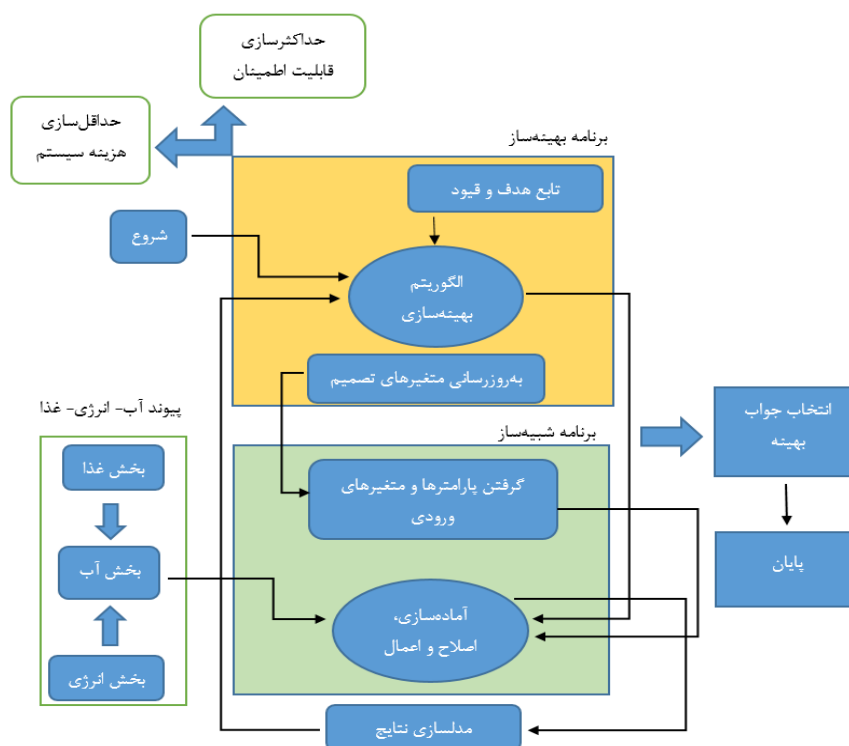 حداکثرسازی
قابلیت اطمینان
حداقل‌سازی
هزینه سیستم
برنامه بهینه‌ساز
تابع هدف و قیود
شروع
الگوریتم
بهینه‌سازی
به‌روزرسانی متغیرهای تصمیم
انتخاب جواب
بهینه
پایان
پیوند آب- انرژی- غذا
بخش غذا
بخش آب
بخش انرژی
برنامه شبیه‌ساز
گرفتن پارامترها و متغیرهای
ورودی
آماده‌سازی،
اصلاح و اعمال
مدلسازی نتایج